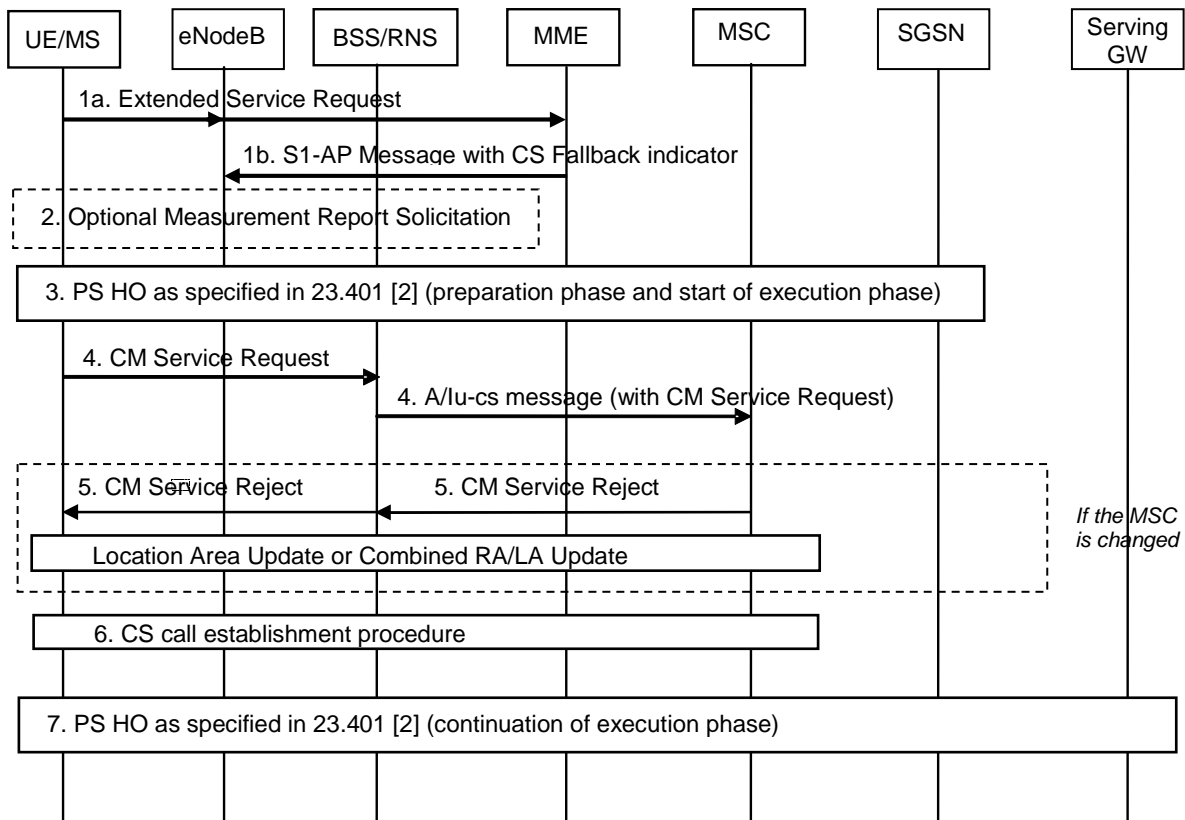 UE/MS
eNodeB
BSS/RNS
MME
MSC
SGSN
Serving
GW
1a. Extended Service Request
1b. S1-AP Message with CS Fallback indicator
2. Optional Measurement Report Solicitation
3. PS HO as specified in 23.401 [2] (preparation phase and start of execution phase)
4. CM Service Request
4. A/Iu-cs message (with CM Service Request)
5. CM Service Reject
5. CM Service Reject
If the MSC
is changed
Location Area Update or Combined RA/LA Update
6. CS call establishment procedure
7. PS HO as specified in 23.401 [2] (continuation of execution phase)